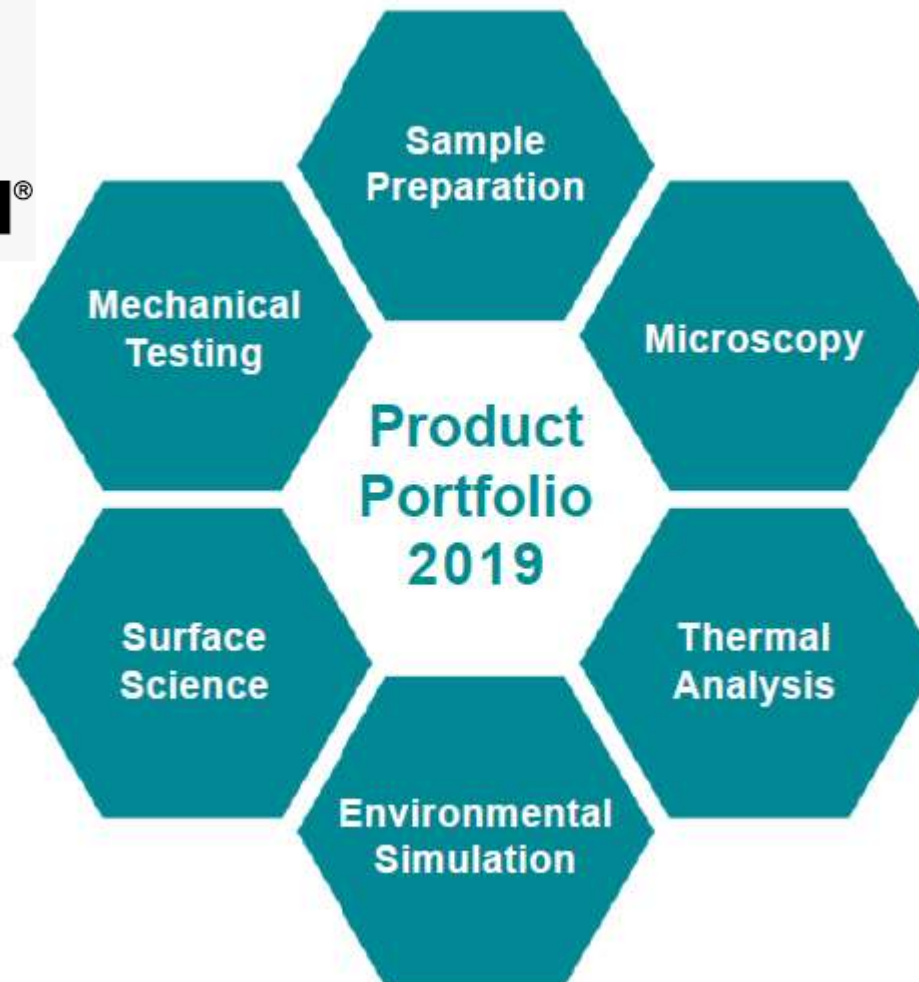 Sample
Preparation
®
Mechanical
Testing
Microscopy
Product
Portfolio
2019
Surface
Science
Thermal
Analysis
Environmental
Simulation